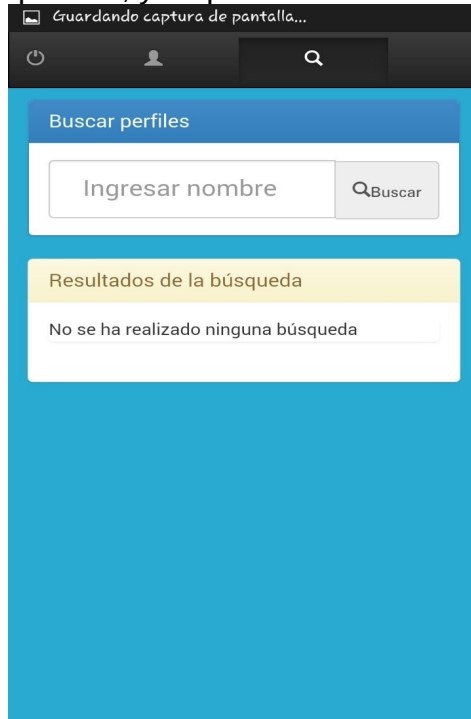 Guardando captura de pantalla...
Buscar perfiles
Ingresar nombre
Buscar
Resultados de la búsqueda
No se ha realizado ninguna búsqueda